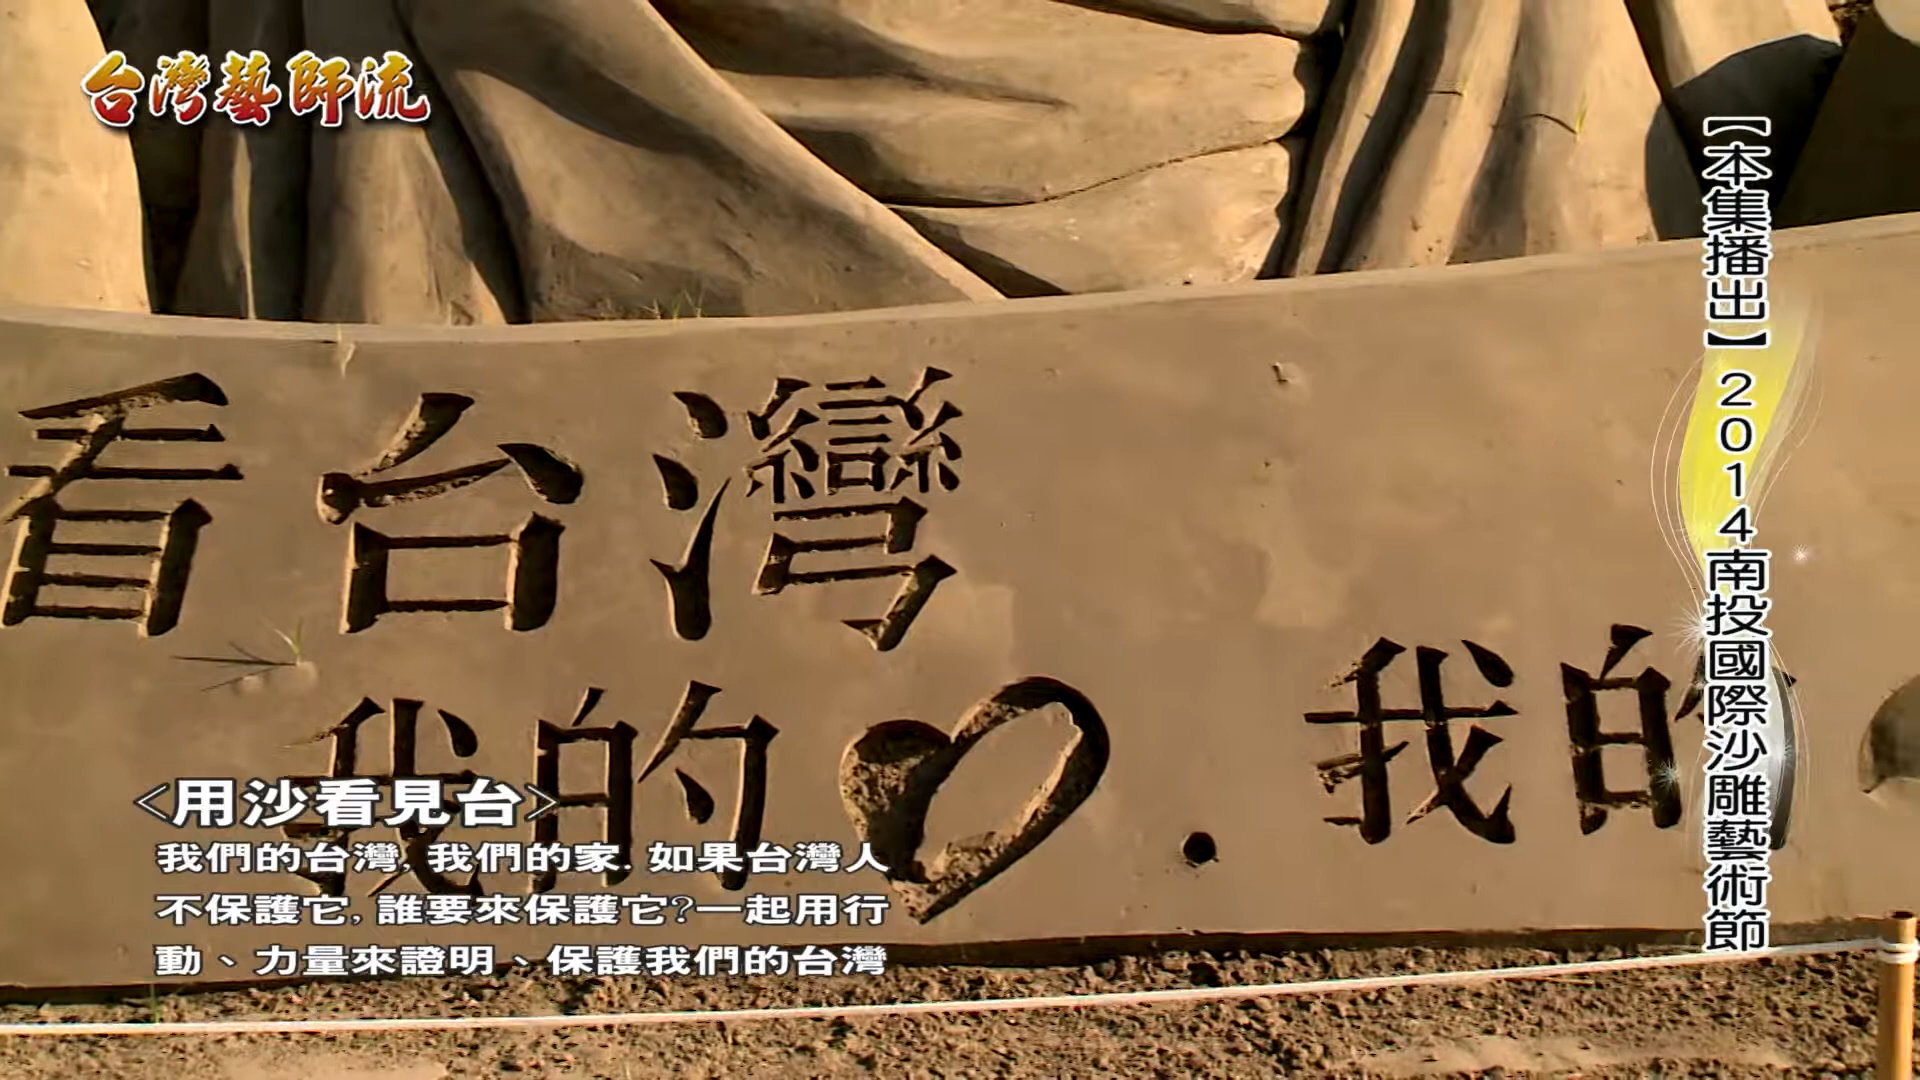 台灣藝師流
【本集播出】2014南投國際沙雕藝術節
看台灣
我的 . 我的
<用沙看見台>
我們的台灣, 我們的家. 如果台灣人
不保護它, 誰要來保護它?一起用行
動、力量來證明、保護我們的台灣